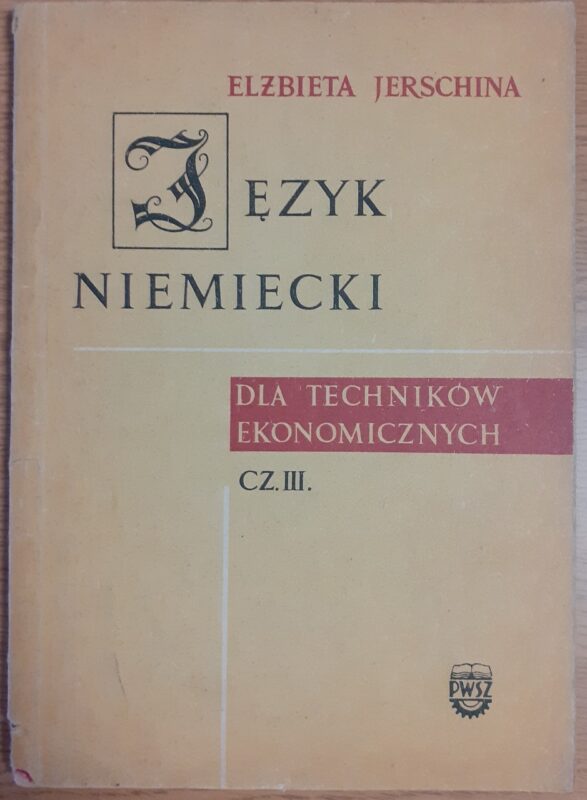 ELŻBIETA JERSCHINA
JĘZYK
NIEMIECKI
DLA TECHNIKÓW
EKONOMICZNYCH
CZ. III.
PWSZ